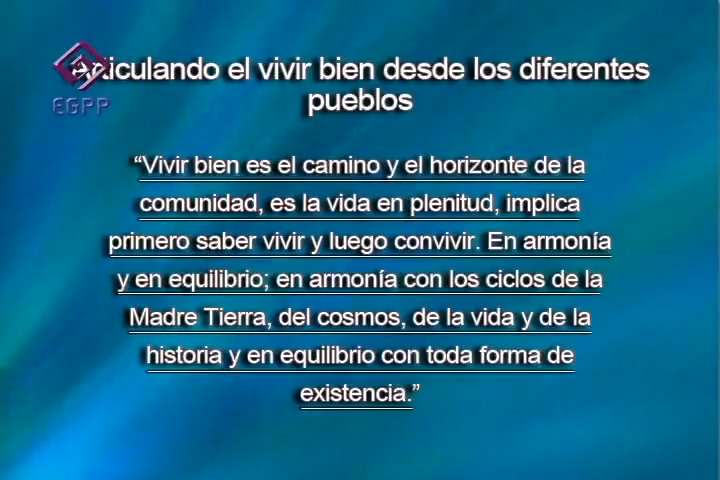 Articulando el vivir bien desde los diferentes
pueblos
EGPP
“Vivir bien es el camino y el horizonte de la
comunidad, es la vida en plenitud, implica
primero saber vivir y luego convivir. En armonía
y en equilibrio; en armonía con los ciclos de la
Madre Tierra, del cosmos, de la vida y de la
historia y en equilibrio con toda forma de
existencia.”